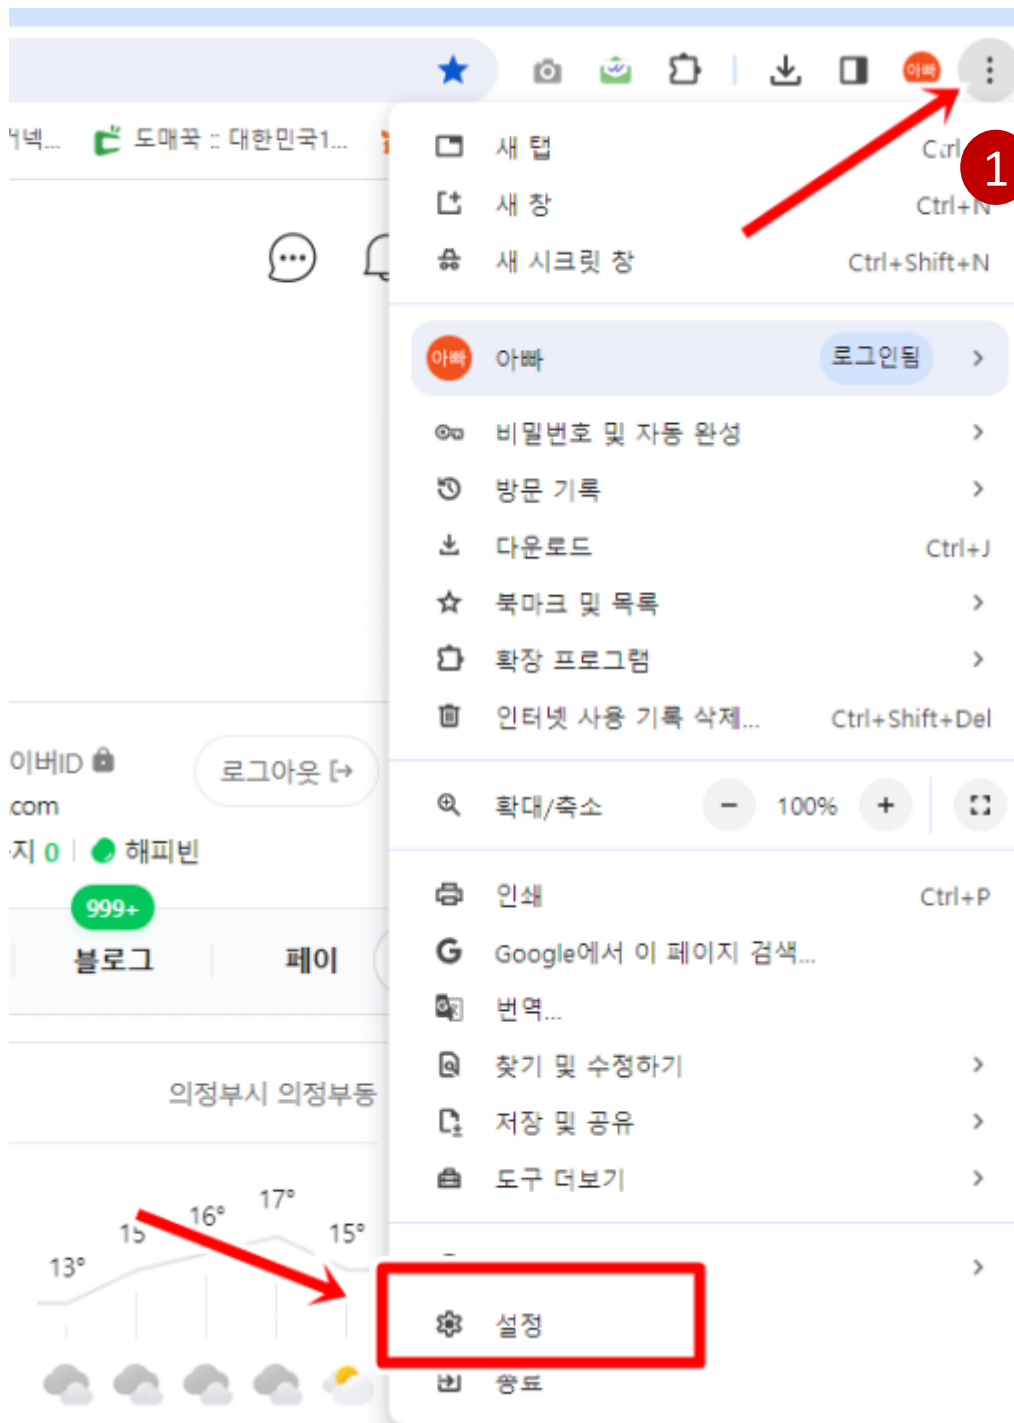 아빠
도매꾹 :: 대한민국1...
새 탭
1
새 창 Ctrl+N
새 시크릿 창 Ctrl+Shift+N
아빠 아빠 로그인됨
비밀번호 및 자동 완성
방문 기록
다운로드 Ctrl+J
북마크 및 목록
확장 프로그램
인터넷 사용 기록 삭제... Ctrl+Shift+Del
이버ID
로그아웃
.com
확대/축소 - 100% +
지 0 해피빈
999+
인쇄 Ctrl+P
블로그 페이
Google에서 이 페이지 검색...
번역...
찾기 및 수정하기
의정부시 의정부동
저장 및 공유
도구 더보기
17°
16°
15
15°
13°
설정
종료